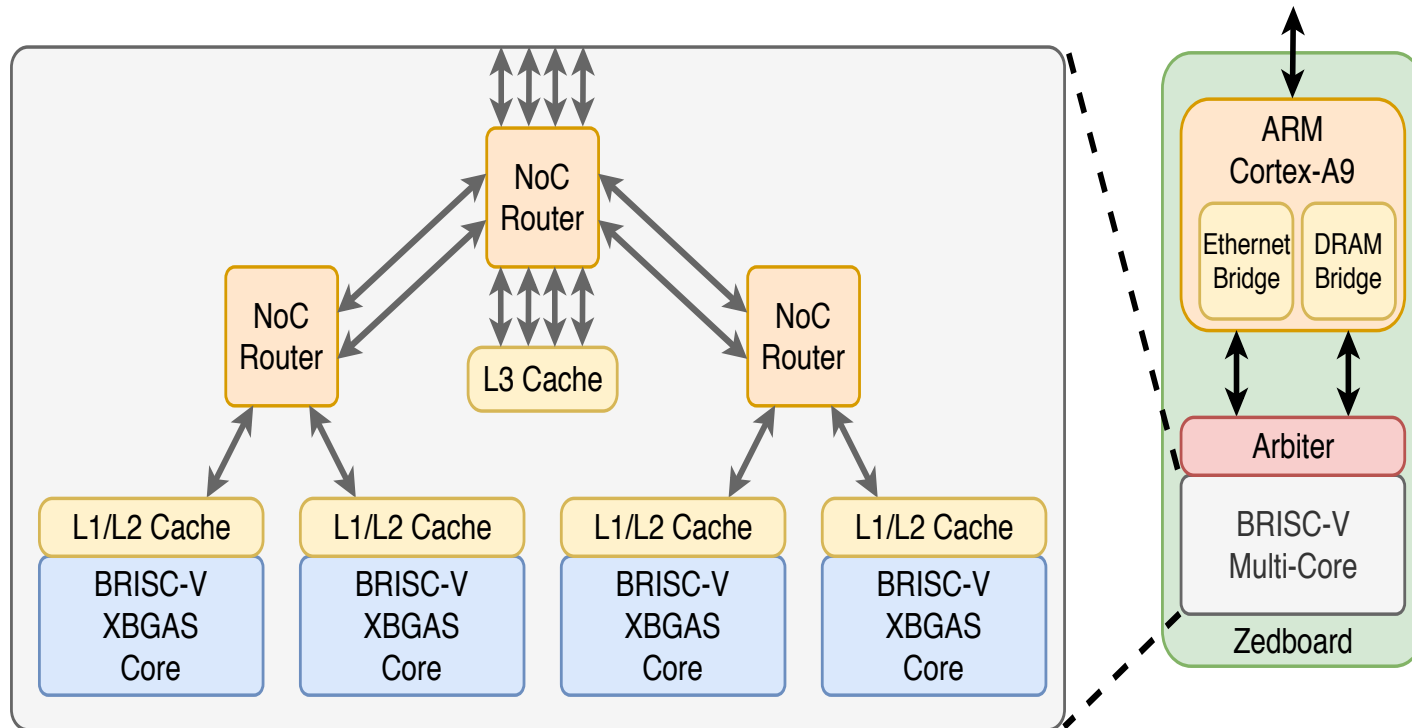 NoC
Router
NoC
Router
L3 Cache
NoC
Router
L1/L2 Cache
BRISC-V
XBGAS
Core
L1/L2 Cache
BRISC-V
XBGAS
Core
L1/L2 Cache
BRISC-V
XBGAS
Core
L1/L2 Cache
BRISC-V
XBGAS
Core
ARM
Cortex-A9
Ethernet
Bridge
DRAM
Bridge
Arbiter
BRISC-V
Multi-Core
Zedboard